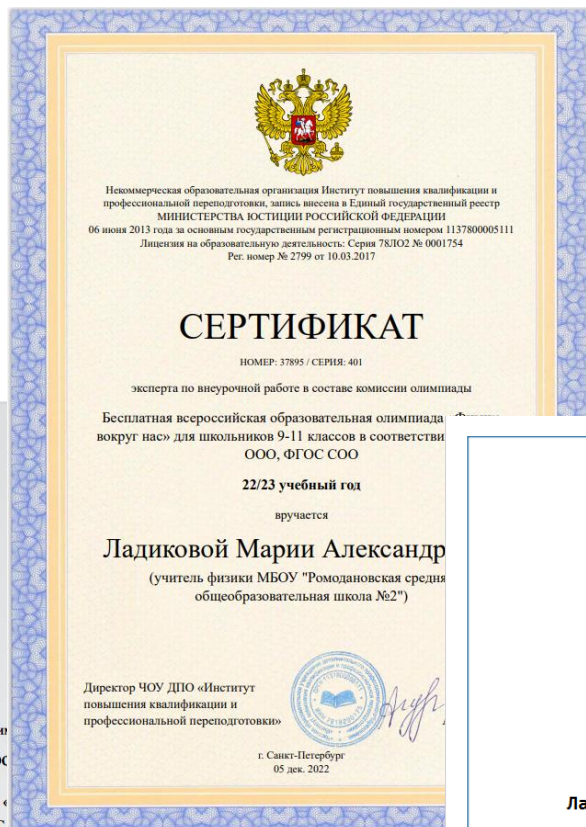 Некоммерческая образовательная организация Институт повышения квалификации и
профессиональной переподготовки, запись внесена в Единый государственный реестр
МИНИСТЕРСТВА ЮСТИЦИИ РОССИЙСКОЙ ФЕДЕРАЦИИ
06 июня 2013 года за основным государственным регистрационным номером 1137800005111
Лицензия на образовательную деятельность: Серия 78ЛО2 № 0001754
Рег. номер № 2799 от 10.03.2017
СЕРТИФИКАТ
НОМЕР: 37895 / СЕРИЯ: 401
эксперта по внеурочной работе в составе комиссии олимпиады
Бесплатная всероссийская образовательная олимпиада
вокруг нас» для школьников 9-11 классов в соответстви
ООО, ФГОС СОО
22/23 учебный год
вручается
Ладиковой Марии Александр
(учитель физики МБОУ "Ромодановская средня
общеобразовательная школа №2")
Директор ЧОУ ДПО «Институт
повышения квалификации и
профессиональной переподготовки»
г. Санкт-Петербург
05 дек. 2022
Ла